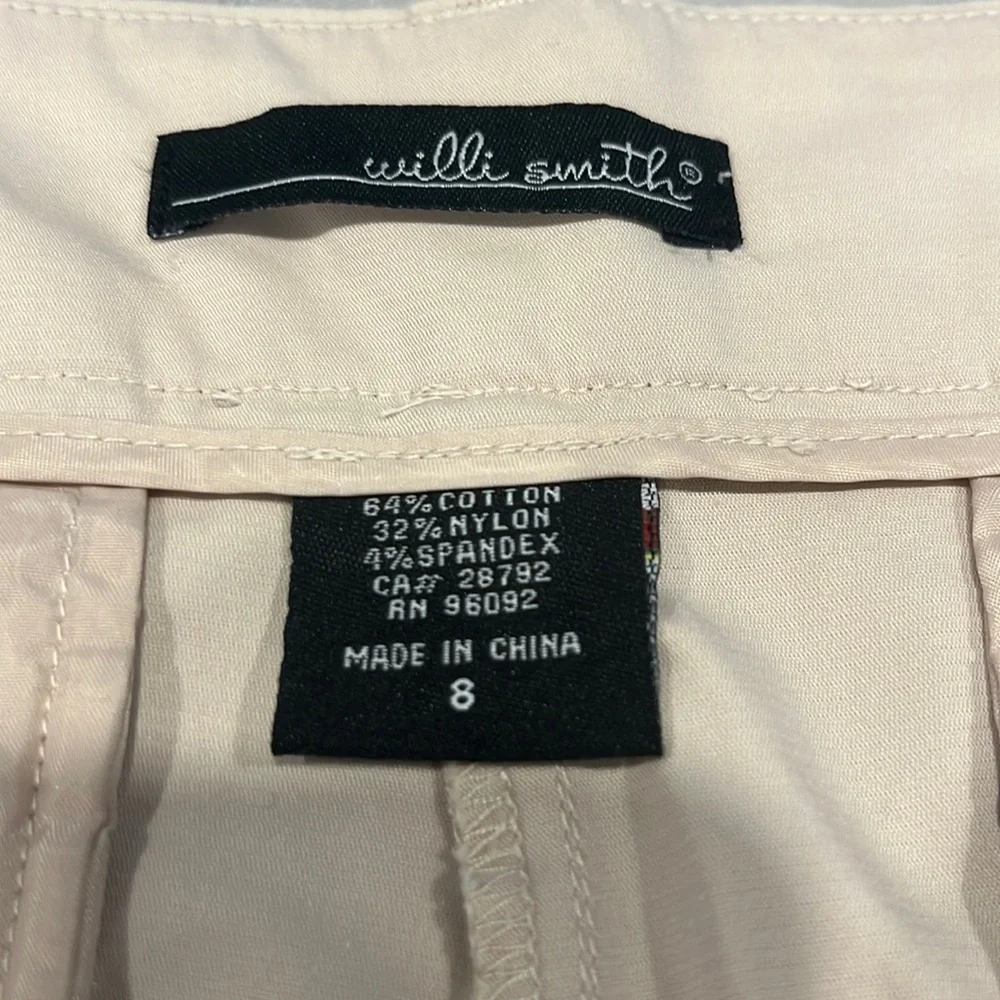 willi smith®
64% COTTON
32% NYLON
4% SPANDEX
CA# 28792
RN 96092
MADE IN CHINA
8